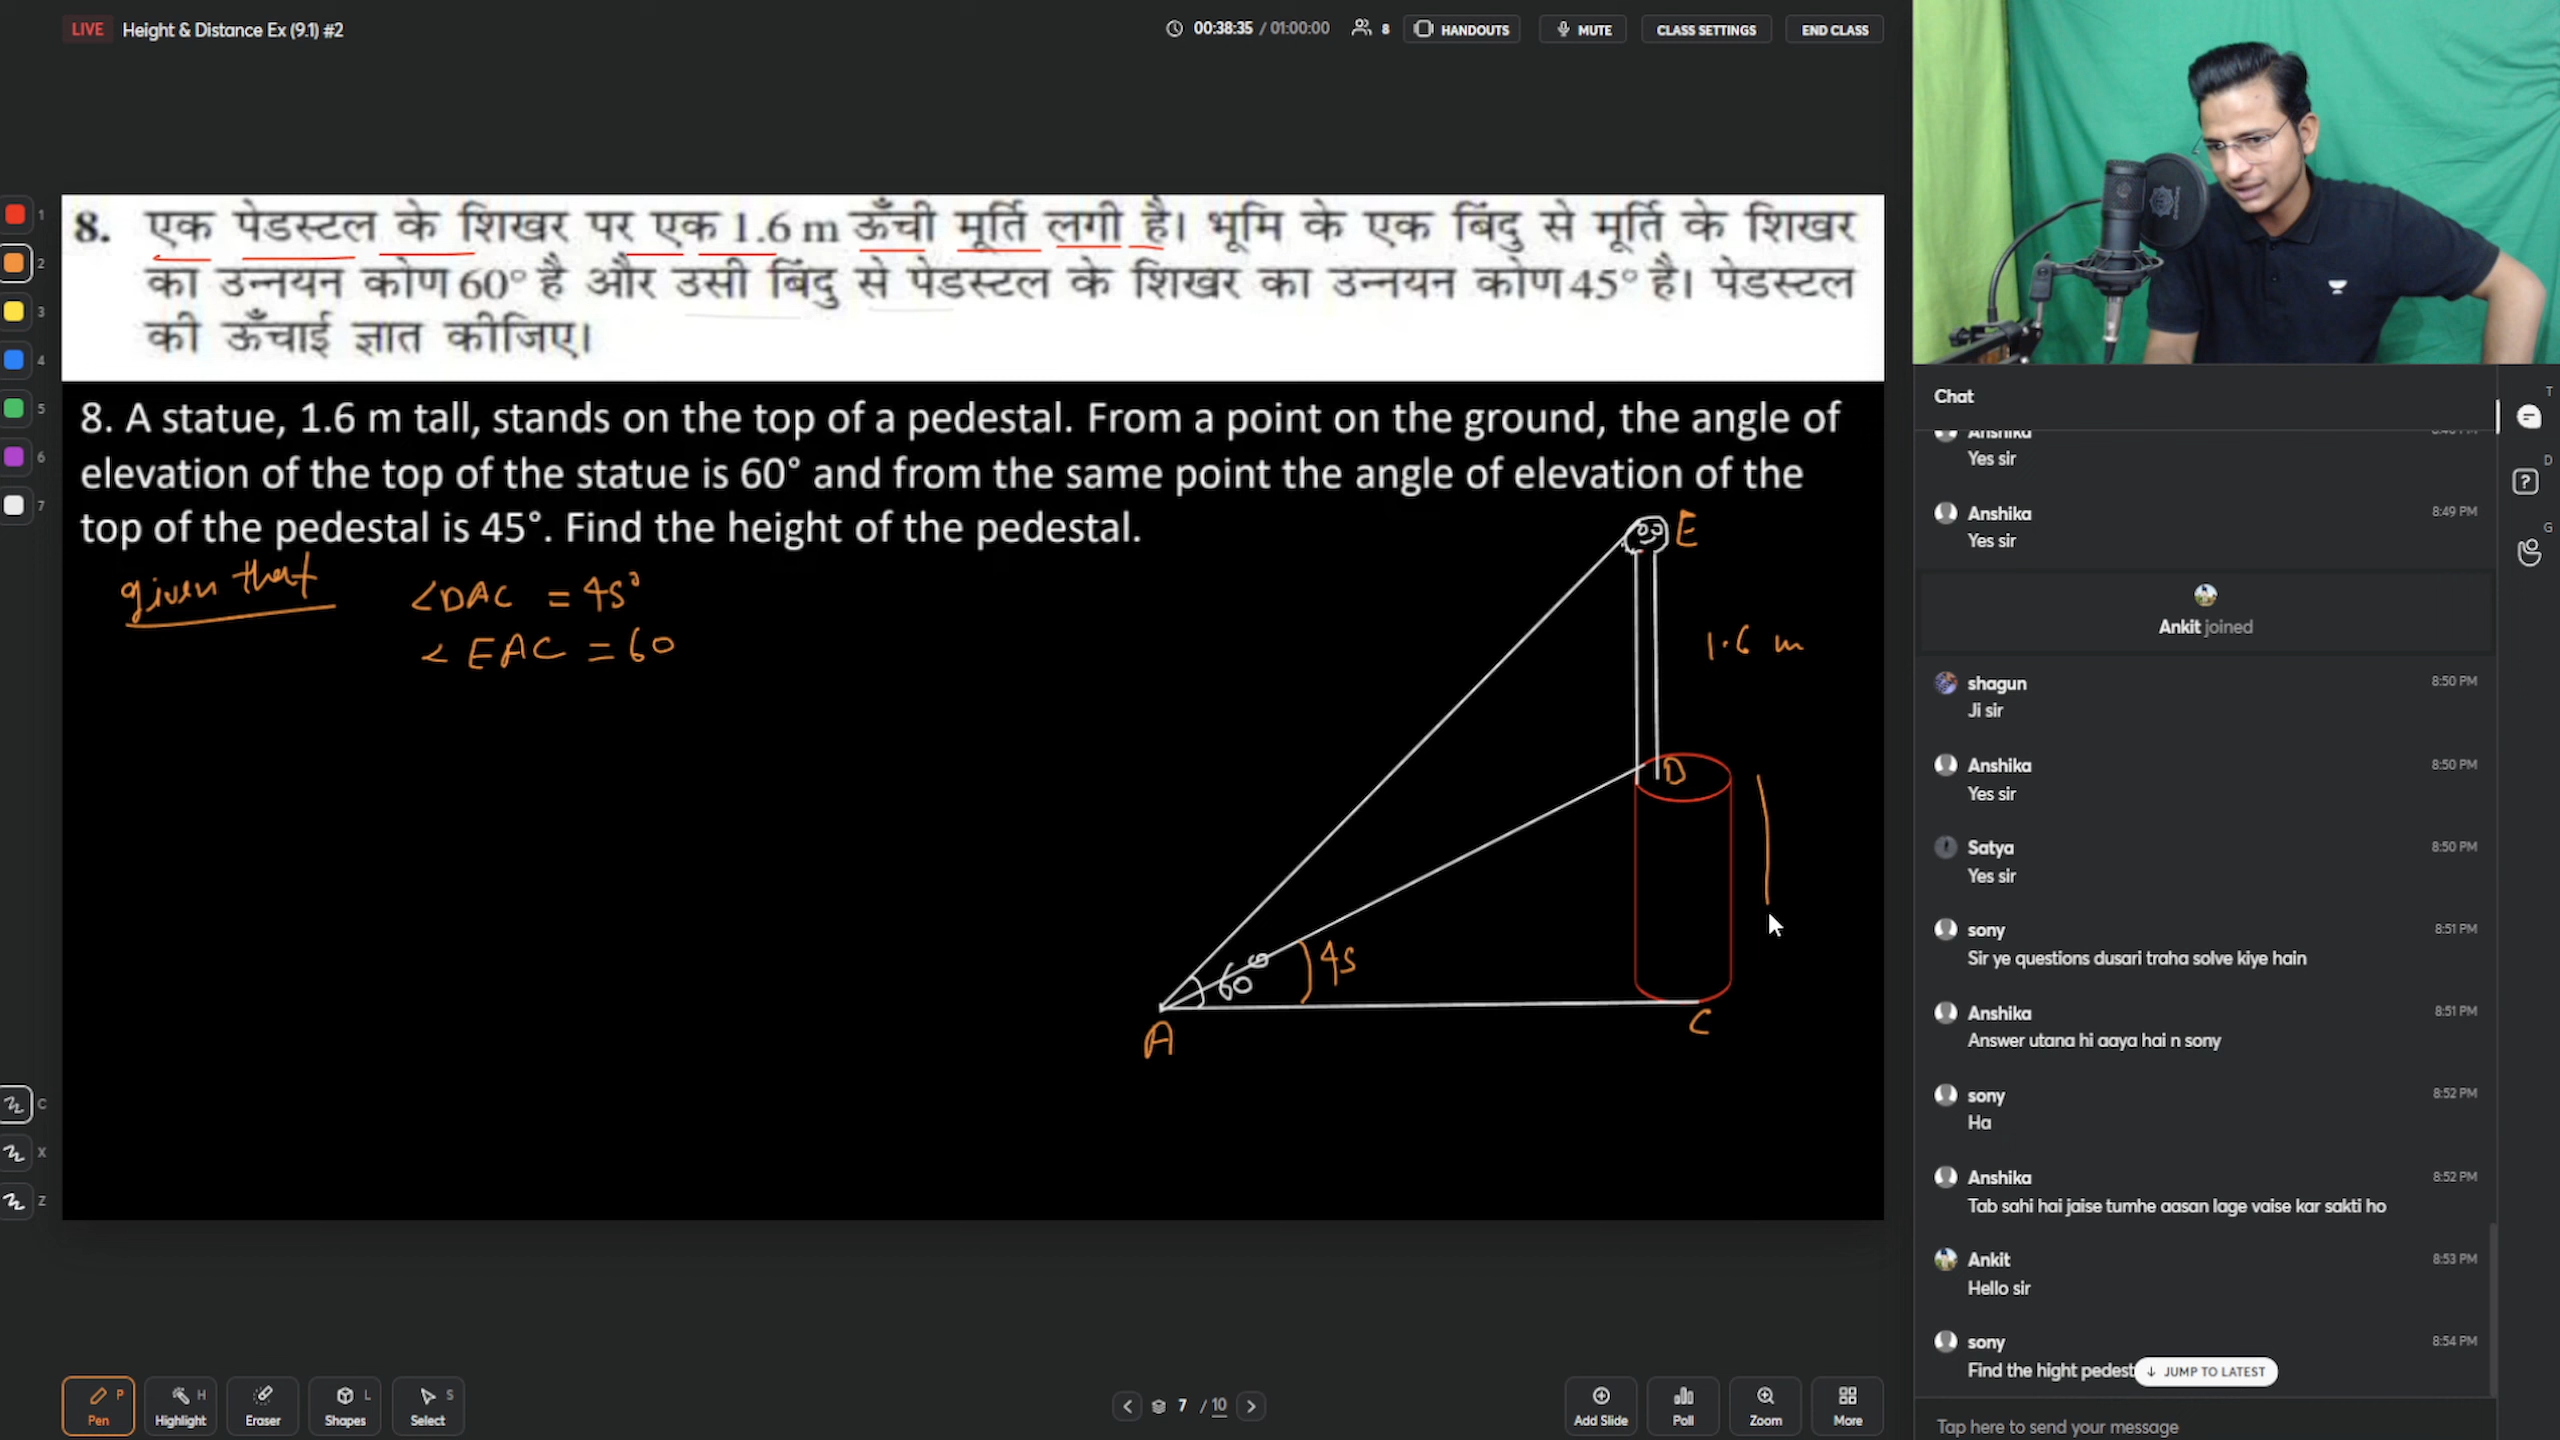 LIVE Height & Distance Ex (9.1) #2
00:38:35 / 01:00:00 8 HANDOUTS MUTE CLASS SETTINGS END CLASS
8. एक पेडस्टल के शिखर पर एक 1.6 m ऊँची मूर्ति लगी है। भूमि के एक बिंदु से मूर्ति के शिखर
का उन्नयन कोण 60° है और उसी बिंदु से पेडस्टल के शिखर का उन्नयन कोण 45° है। पेडस्टल
की ऊँचाई ज्ञात कीजिए।
8. A statue, 1.6 m tall, stands on the top of a pedestal. From a point on the ground, the angle of
elevation of the top of the statue is 60° and from the same point the angle of elevation of the
top of the pedestal is 45°. Find the height of the pedestal.
given that <DAC = 45°
< EAC = 60
E
1.6 m
D
60°
45
A
C
1
2
3
4
5
6
7
C
X
Z
P
Pen
H
Highlight
Eraser
L
Shapes
S
Select
7 / 10
Add Slide
Poll
Zoom
More
Chat
Anshika
Yes sir
Anshika 8:49 PM
Yes sir
Ankit joined
shagun 8:50 PM
Ji sir
Anshika 8:50 PM
Yes sir
Satya 8:50 PM
Yes sir
sony 8:51 PM
Sir ye questions dusari traha solve kiye hain
Anshika 8:51 PM
Answer utana hi aaya hai n sony
sony 8:52 PM
Ha
Anshika 8:52 PM
Tab sahi hai jaise tumhe aasan lage vaise kar sakti ho
Ankit 8:53 PM
Hello sir
sony 8:54 PM
Find the hight pedest
JUMP TO LATEST
Tap here to send your message
T
D
G